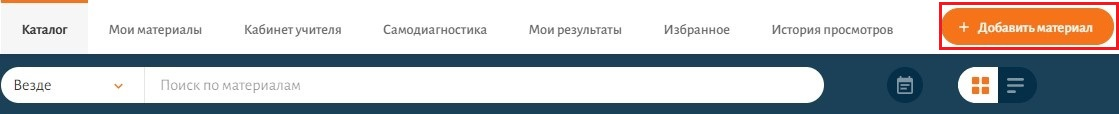 Каталог Мои материалы Кабинет учителя Самодиагностика Мои результаты Избранное История просмотров + Добавить материал
Везде Поиск по материалам